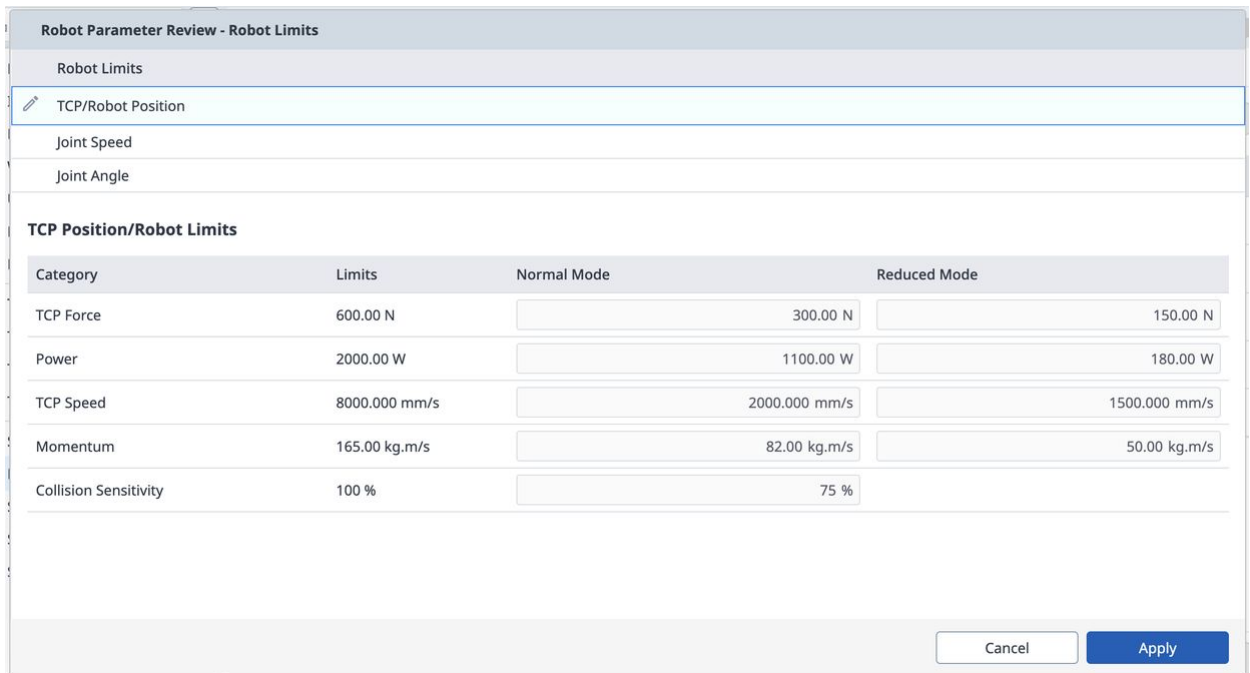 Robot Parameter Review - Robot Limits
Robot Limits
TCP/Robot Position
Joint Speed
Joint Angle
TCP Position/Robot Limits
Category Limits Normal Mode Reduced Mode
TCP Force 600.00 N 300.00 N 150.00 N
Power 2000.00 W 1100.00 W 180.00 W
TCP Speed 8000.000 mm/s 2000.000 mm/s 1500.000 mm/s
Momentum 165.00 kg.m/s 82.00 kg.m/s 50.00 kg.m/s
Collision Sensitivity 100 % 75 %
Cancel Apply